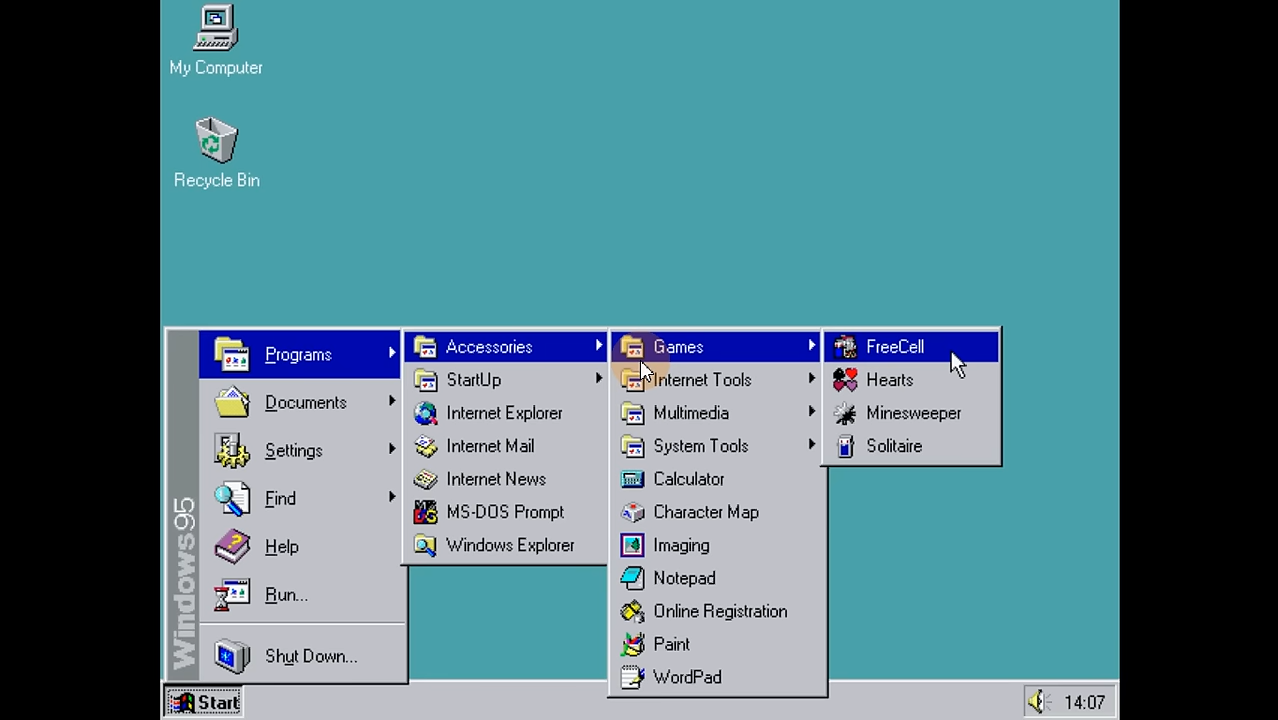 My Computer
Recycle Bin
Programs
Documents
Settings
Find
Help
Run...
Shut Down...
Windows95
Accessories
StartUp
Internet Explorer
Internet Mail
Internet News
MS-DOS Prompt
Windows Explorer
Games
Internet Tools
Multimedia
System Tools
Calculator
Character Map
Imaging
Notepad
Online Registration
Paint
WordPad
FreeCell
Hearts
Minesweeper
Solitaire
Start
14:07